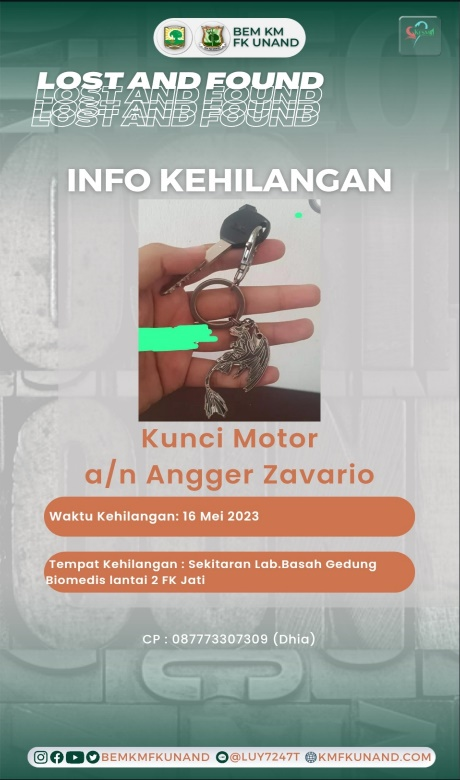 BEM KM
FK UNAND
LOST AND FOUND
LOST AND FOUND
LOST AND FOUND
INFO KEHILANGAN
Kunci Motor
a/n Angger Zavario
Waktu Kehilangan: 16 Mei 2023
Tempat Kehilangan : Sekitaran Lab.Basah Gedung
Biomedis lantai 2 FK Jati
CP : 087773307309 (Dhia)
BEMKMFKUNAND @LUY7247T KMFKUNAND.COM